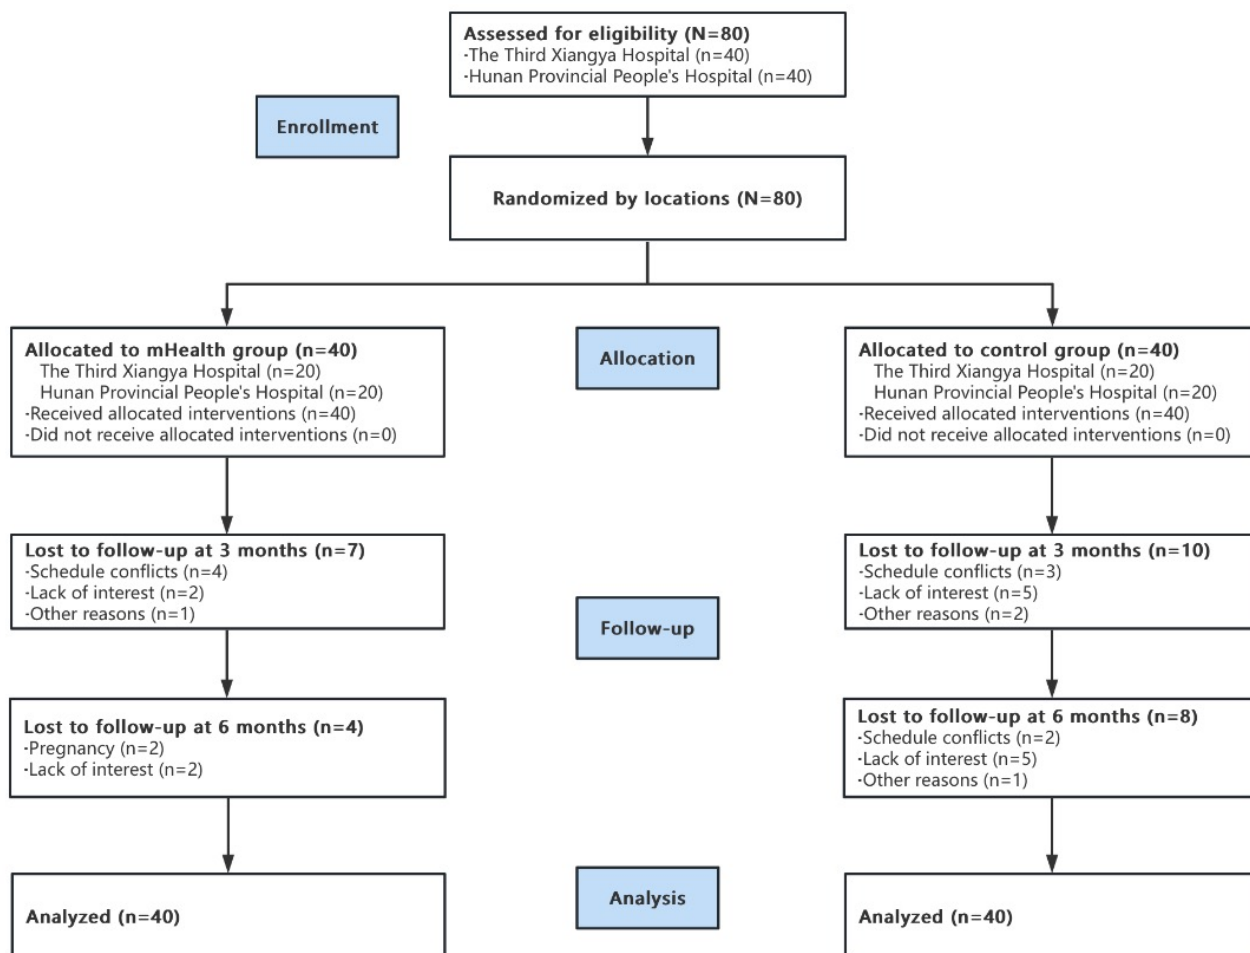 Assessed for eligibility (N=80)
·The Third Xiangya Hospital (n=40)
·Hunan Provincial People's Hospital (n=40)
Enrollment
Randomized by locations (N=80)
Allocated to mHealth group (n=40)
The Third Xiangya Hospital (n=20)
Hunan Provincial People's Hospital (n=20)
·Received allocated interventions (n=40)
·Did not receive allocated interventions (n=0)
Allocation
Allocated to control group (n=40)
The Third Xiangya Hospital (n=20)
Hunan Provincial People's Hospital (n=20)
·Received allocated interventions (n=40)
·Did not receive allocated interventions (n=0)
Lost to follow-up at 3 months (n=7)
·Schedule conflicts (n=4)
·Lack of interest (n=2)
·Other reasons (n=1)
Lost to follow-up at 3 months (n=10)
·Schedule conflicts (n=3)
·Lack of interest (n=5)
·Other reasons (n=2)
Follow-up
Lost to follow-up at 6 months (n=4)
·Pregnancy (n=2)
·Lack of interest (n=2)
Lost to follow-up at 6 months (n=8)
·Schedule conflicts (n=2)
·Lack of interest (n=5)
·Other reasons (n=1)
Analyzed (n=40)
Analysis
Analyzed (n=40)